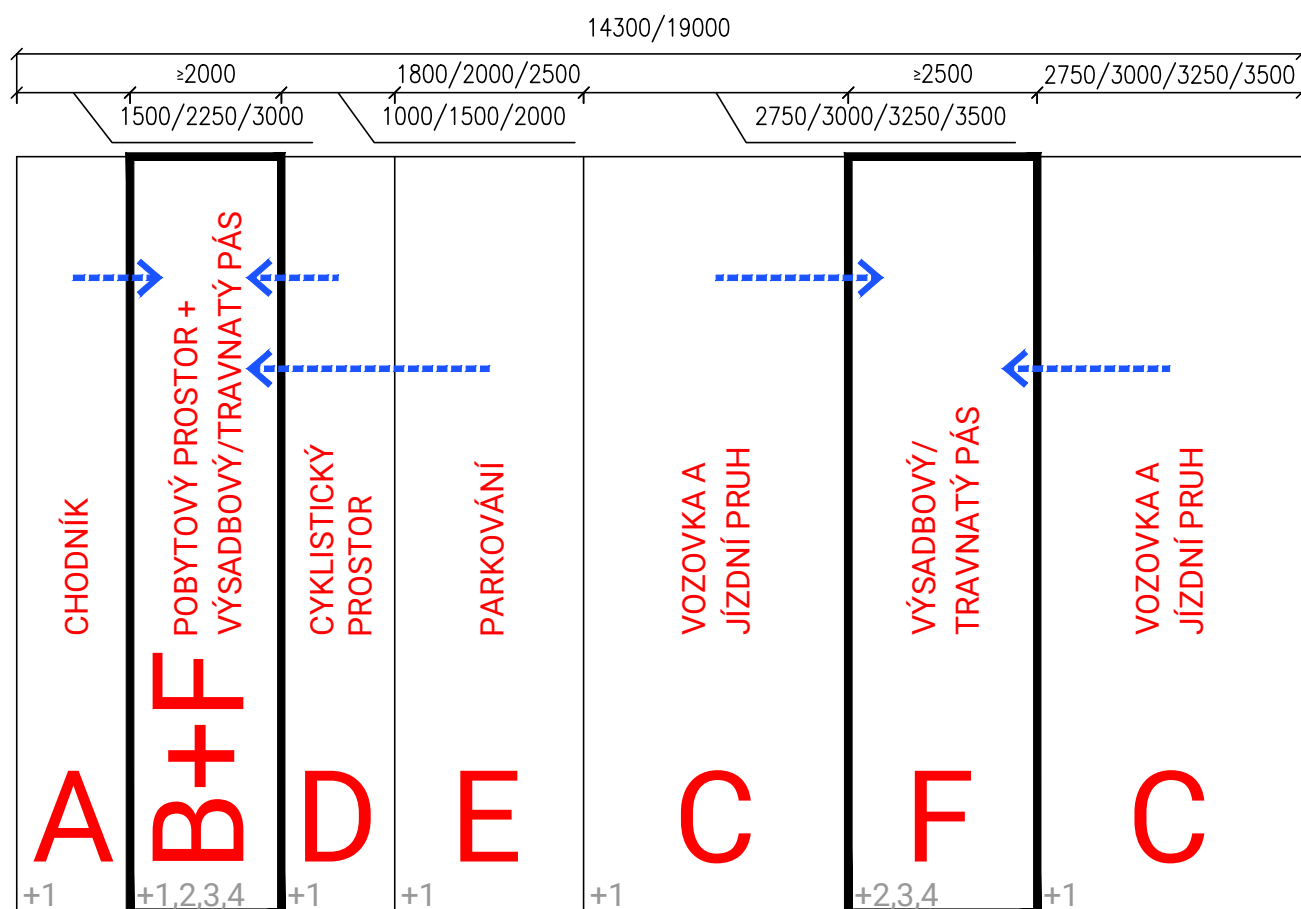 14300/19000
≥2000
1800/2000/2500
≥2500
2750/3000/3250/3500
1500/2250/3000
1000/1500/2000
2750/3000/3250/3500
CHODNÍK
POBYTOVÝ PROSTOR +
VÝSADBOVÝ/TRAVNATÝ PÁS
CYKLISTICKÝ
PROSTOR
PARKOVÁNÍ
VOZOVKA A
JÍZDNÍ PRUH
VÝSADBOVÝ/
TRAVNATÝ PÁS
VOZOVKA A
JÍZDNÍ PRUH
A
B+F
D
E
C
F
C
+1
+1,2,3,4
+1
+1
+1
+2,3,4
+1